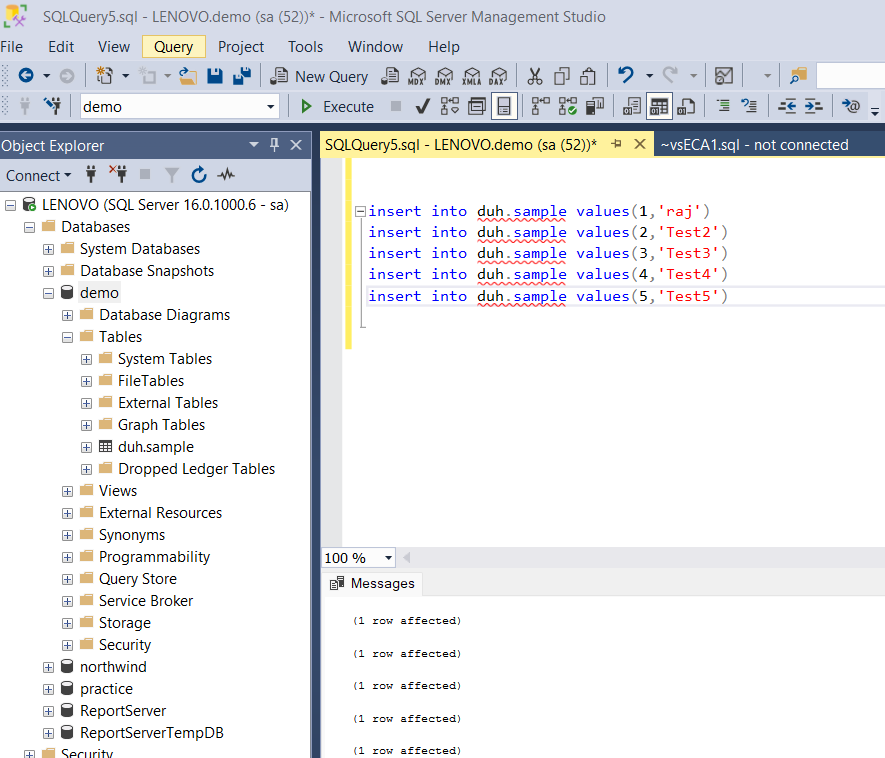 SQLQuery5.sql - LENOVO.demo (sa (52))* - Microsoft SQL Server Management Studio
File Edit View Query Project Tools Window Help
New Query MDX DMX XMLA DAX
demo Execute
Object Explorer
Connect
LENOVO (SQL Server 16.0.1000.6 - sa)
Databases
System Databases
Database Snapshots
demo
Database Diagrams
Tables
System Tables
FileTables
External Tables
Graph Tables
duh.sample
Dropped Ledger Tables
Views
External Resources
Synonyms
Programmability
Query Store
Service Broker
Storage
Security
northwind
practice
ReportServer
ReportServerTempDB
Security
SQLQuery5.sql - LENOVO.demo (sa (52))* ~vsECA1.sql - not connected
insert into duh.sample values(1,'raj')
insert into duh.sample values(2,'Test2')
insert into duh.sample values(3,'Test3')
insert into duh.sample values(4,'Test4')
insert into duh.sample values(5,'Test5')
100 %
Messages
(1 row affected)
(1 row affected)
(1 row affected)
(1 row affected)
(1 row affected)